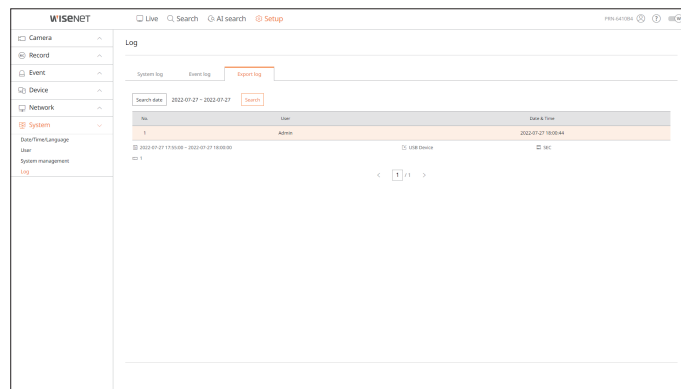 WISENET
Live Search AI search Setup
PRN-6410B4 ?
Camera
Record
Event
Device
Network
System
Date/Time/Language
User
System management
Log
Log
System log Event log Export log
Search date 2022-07-27 ~ 2022-07-27 Search
No. User Date & Time
1 Admin 2022-07-27 18:00:44
2022-07-27 17:55:00 ~ 2022-07-27 18:00:00 USB Device SEC
1
< 1 / 1 >